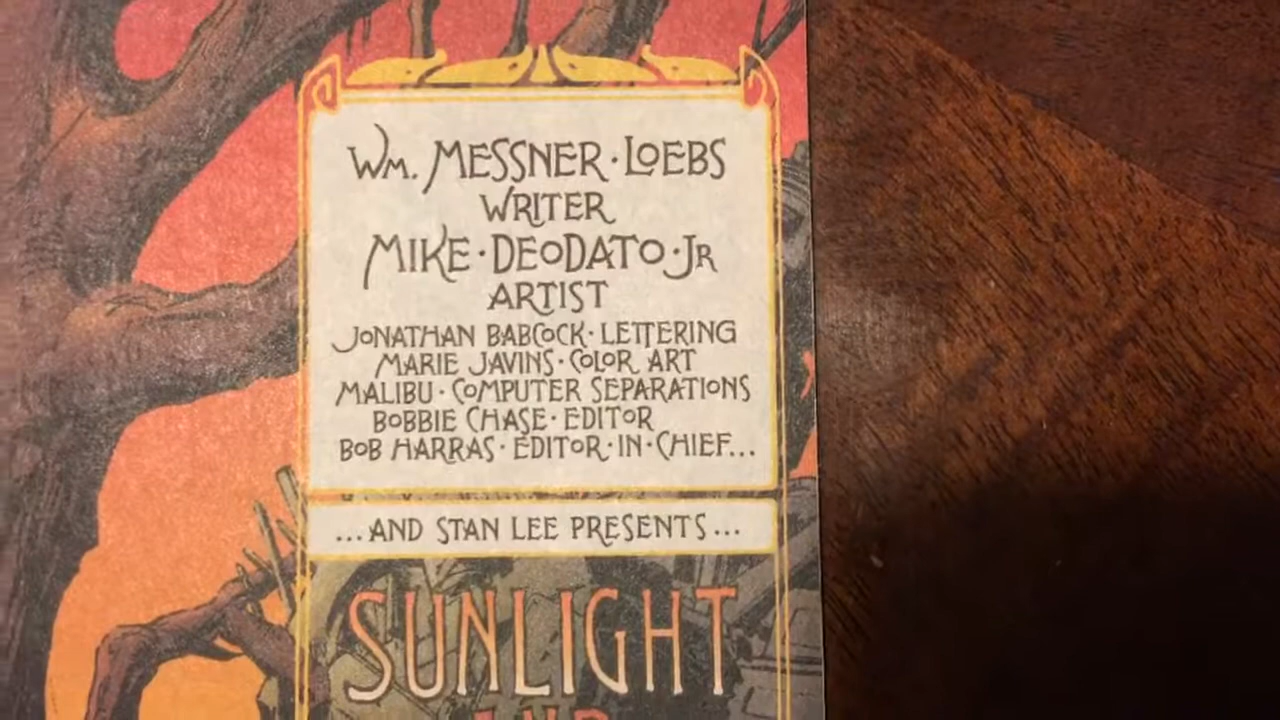 Wm. MESSNER·LOEBS
WRITER
MIKE·DEODATO·JR
ARTIST
JONATHAN BABCOCK·LETTERING
MARIE JAVINS·COLOR ART
MALIBU·COMPUTER SEPARATIONS
BOBBIE CHASE·EDITOR
BOB HARRAS·EDITOR·IN·CHIEF...
...AND STAN LEE PRESENTS...
SUNLIGHT